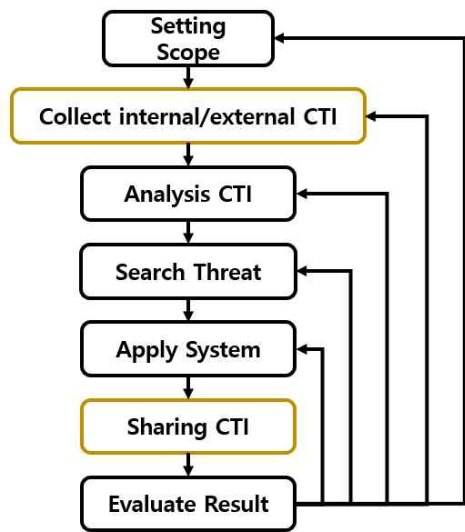 Setting
Scope
Collect internal/external CTI
Analysis CTI
Search Threat
Apply System
Sharing CTI
Evaluate Result